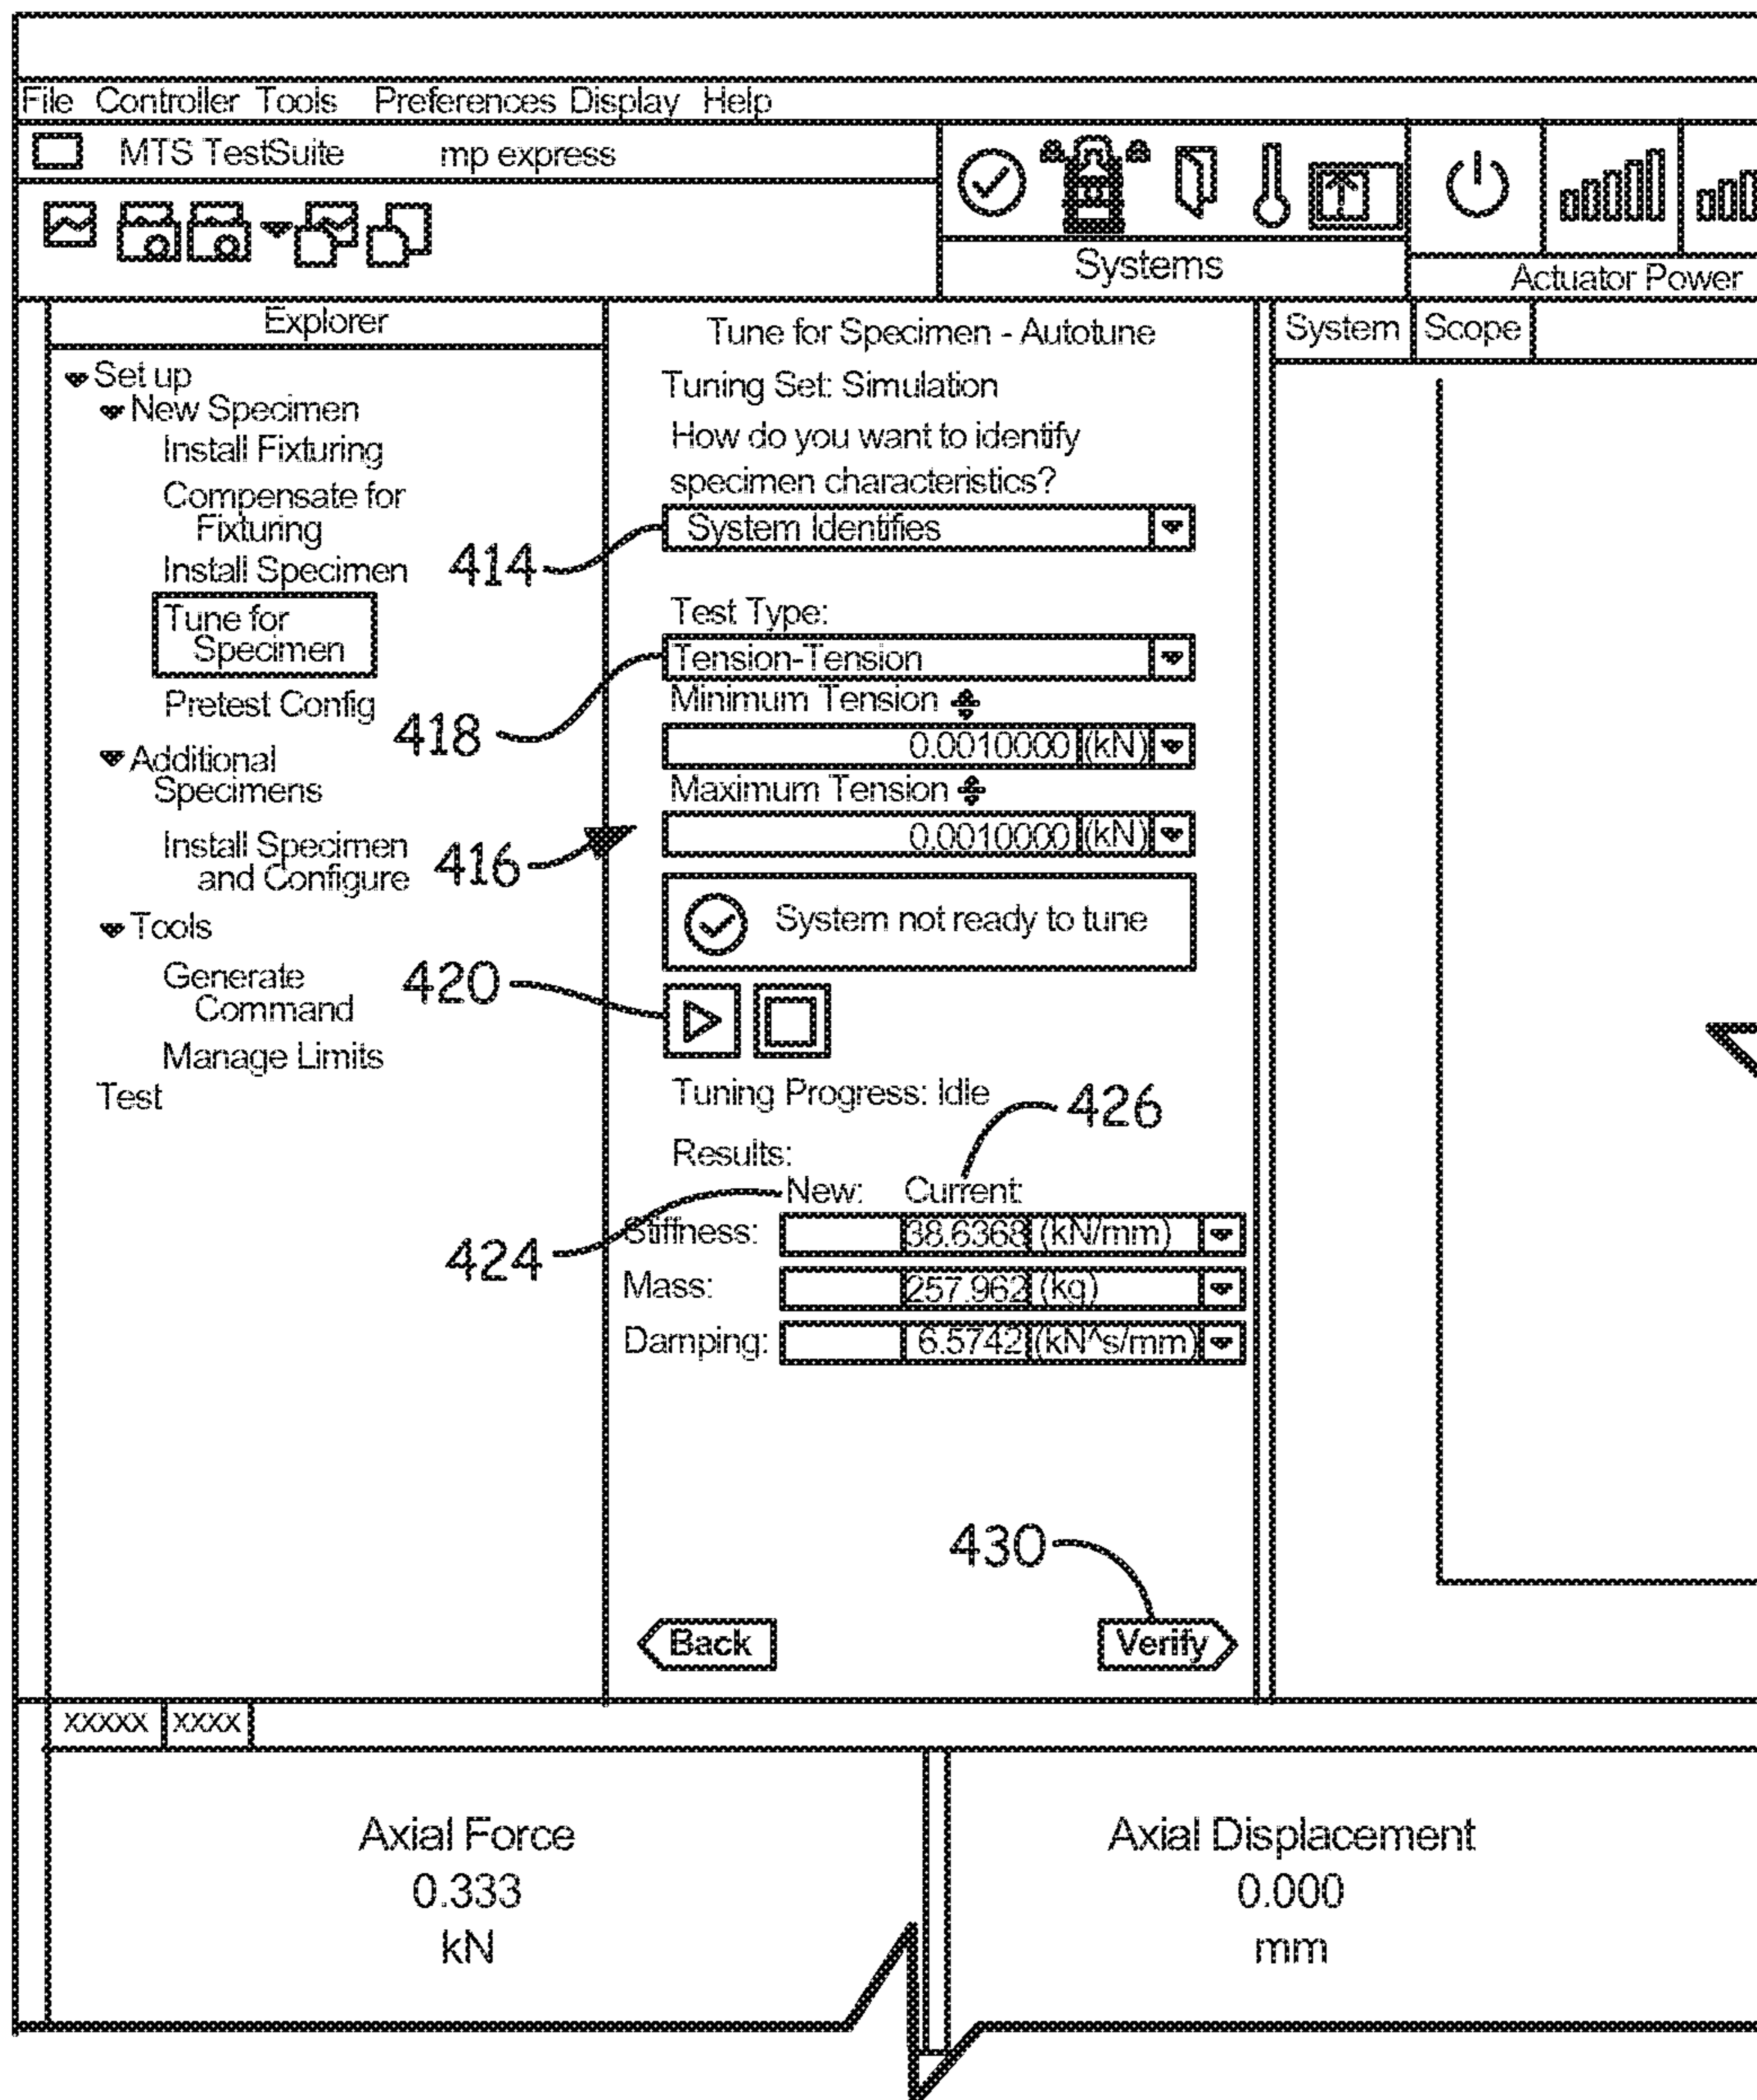 File Controller Tools Preferences Display Help
MTS TestSuite mp express
Systems
Actuator Power
Explorer
Set up
New Specimen
Install Fixturing
Compensate for
Fixturing
Install Specimen
Tune for
Specimen
Pretest Config
Additional
Specimens
Install Specimen
and Configure
Tools
Generate
Command
Manage Limits
Test
414
418
416
420
424
Tune for Specimen - Autotune
Tuning Set: Simulation
How do you want to identify
specimen characteristics?
System Identifies
Test Type:
Tension-Tension
Minimum Tension
0.0010000 (kN)
Maximum Tension
0.0010000 (kN)
System not ready to tune
Tuning Progress: Idle
426
Results:
New: Current:
Stiffness: 38.6368 (kN/mm)
Mass: 257.962 (kg)
Damping: 6.5742 (kN^s/mm)
430
Back Verify
System Scope
xxxxx xxxx
Axial Force
0.333
kN
Axial Displacement
0.000
mm